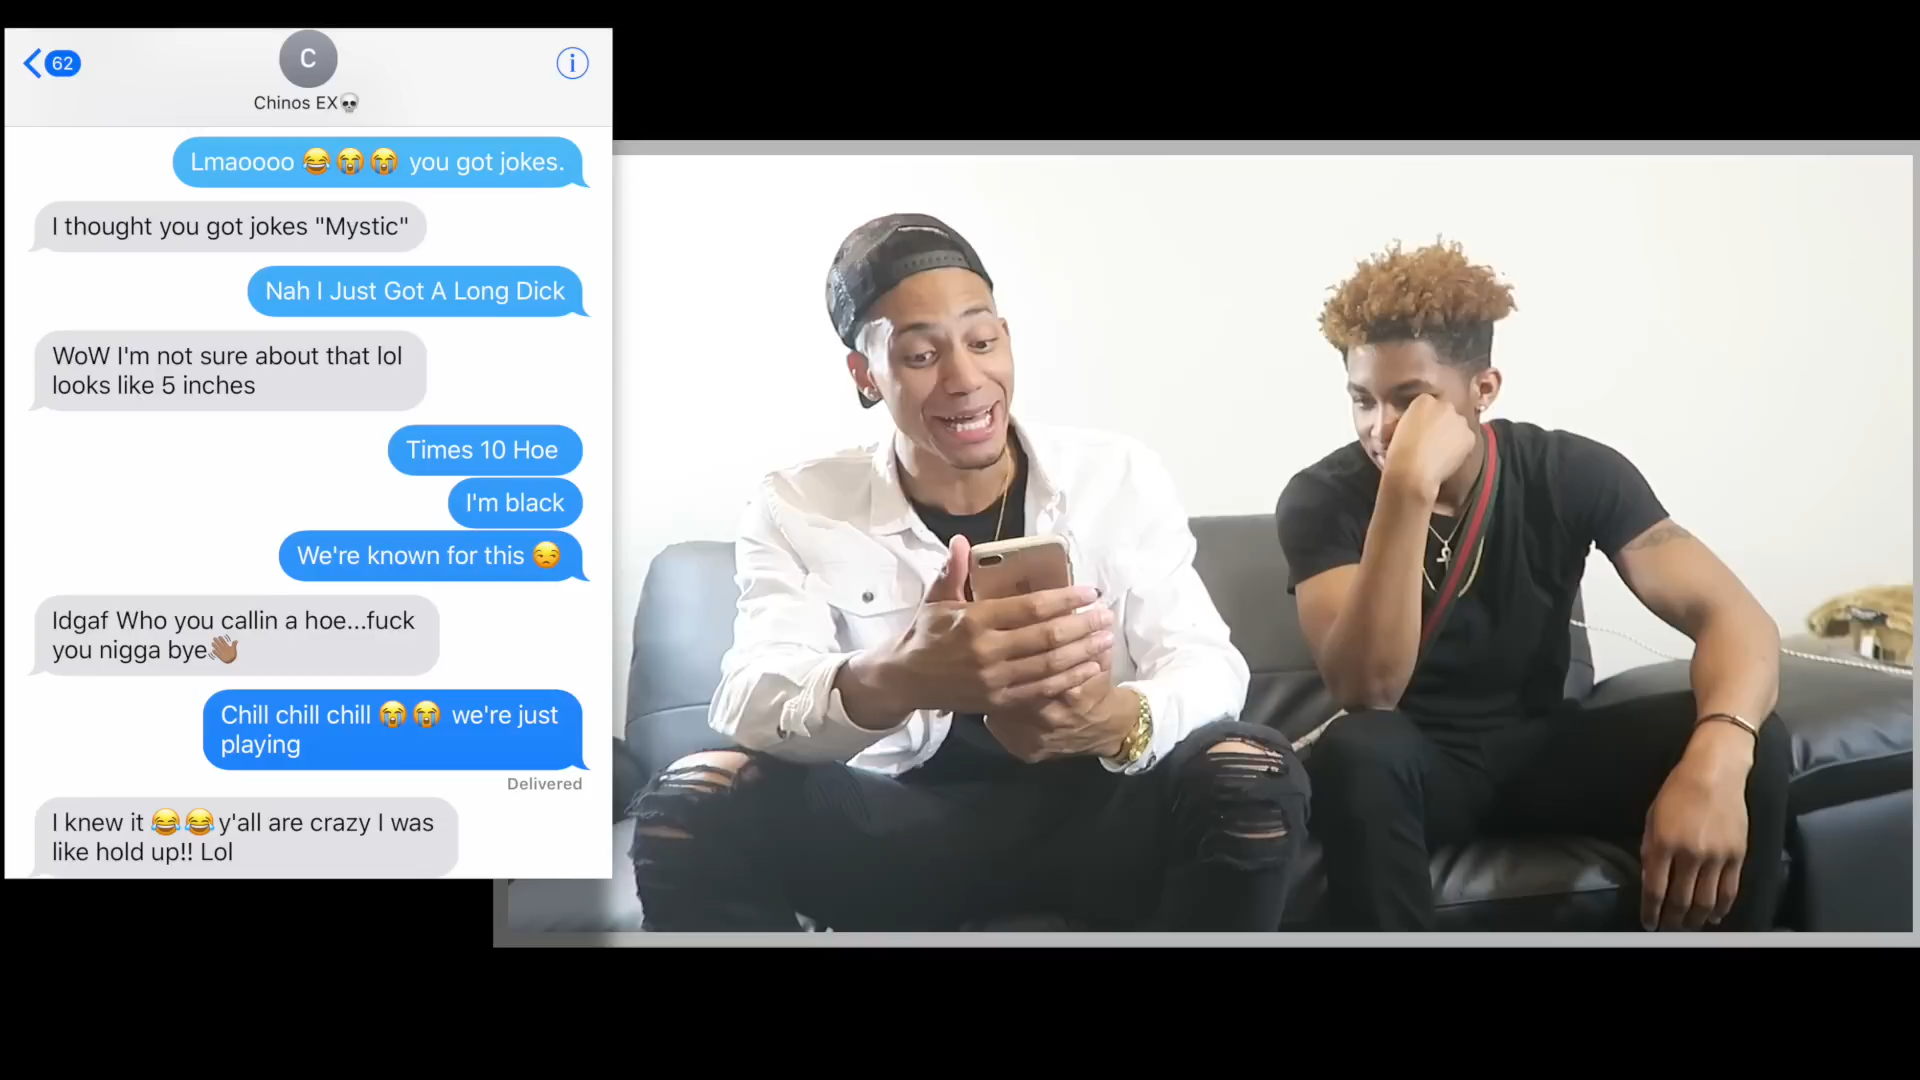 62
C
Chinos EX💀
Lmaoooo 😂😭😭 you got jokes.
I thought you got jokes "Mystic"
Nah I Just Got A Long Dick
WoW I'm not sure about that lol
looks like 5 inches
Times 10 Hoe
I'm black
We're known for this 😒
Idgaf Who you callin a hoe...fuck
you nigga bye👋🏽
Chill chill chill 😭😭 we're just
playing
Delivered
I knew it 😂😂y'all are crazy I was
like hold up!! Lol